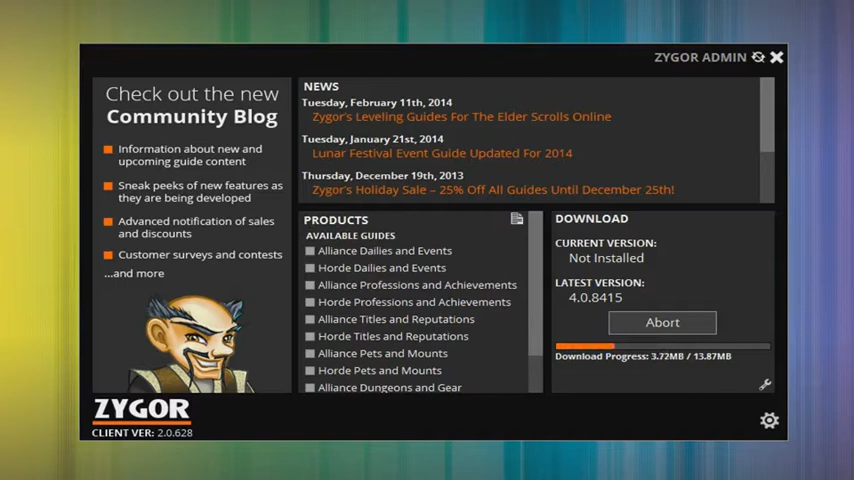 ZYGOR ADMIN
Check out the new
Community Blog
Information about new and
upcoming guide content
Sneak peeks of new features as
they are being developed
Advanced notification of sales
and discounts
Customer surveys and contests
...and more
NEWS
Tuesday, February 11th, 2014
Zygor's Leveling Guides For The Elder Scrolls Online
Tuesday, January 21st, 2014
Lunar Festival Event Guide Updated For 2014
Thursday, December 19th, 2013
Zygor's Holiday Sale – 25% Off All Guides Until December 25th!
PRODUCTS
AVAILABLE GUIDES
Alliance Dailies and Events
Horde Dailies and Events
Alliance Professions and Achievements
Horde Professions and Achievements
Alliance Titles and Reputations
Horde Titles and Reputations
Alliance Pets and Mounts
Horde Pets and Mounts
Alliance Dungeons and Gear
DOWNLOAD
CURRENT VERSION:
Not Installed
LATEST VERSION:
4.0.8415
Abort
Download Progress: 3.72MB / 13.87MB
ZYGOR
CLIENT VER: 2.0.628